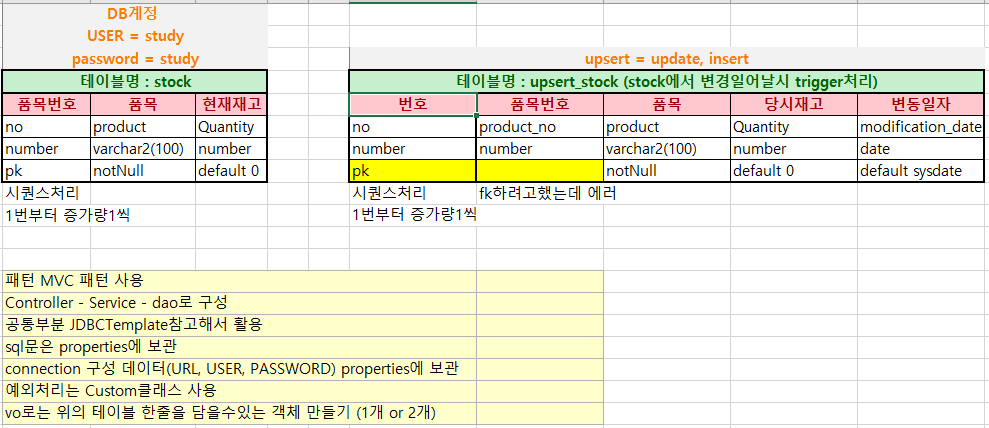 DB계정
USER = study
password = study
upsert = update, insert
테이블명 : stock
테이블명 : upsert_stock (stock에서 변경일어날시 trigger처리)
품목번호 품목 현재재고
번호 품목번호 품목 당시재고 변동일자
no product Quantity
no product_no product Quantity modification_date
number varchar2(100) number
number number varchar2(100) number date
pk notNull default 0
pk notNull default 0 default sysdate
시퀀스처리
시퀀스처리 fk하려고했는데 에러
1번부터 증가량1씩
1번부터 증가량1씩
패턴 MVC 패턴 사용
Controller - Service - dao로 구성
공통부분 JDBCTemplate참고해서 활용
sql문은 properties에 보관
connection 구성 데이터(URL, USER, PASSWORD) properties에 보관
예외처리는 Custom클래스 사용
vo로는 위의 테이블 한줄을 담을수있는 객체 만들기 (1개 or 2개)